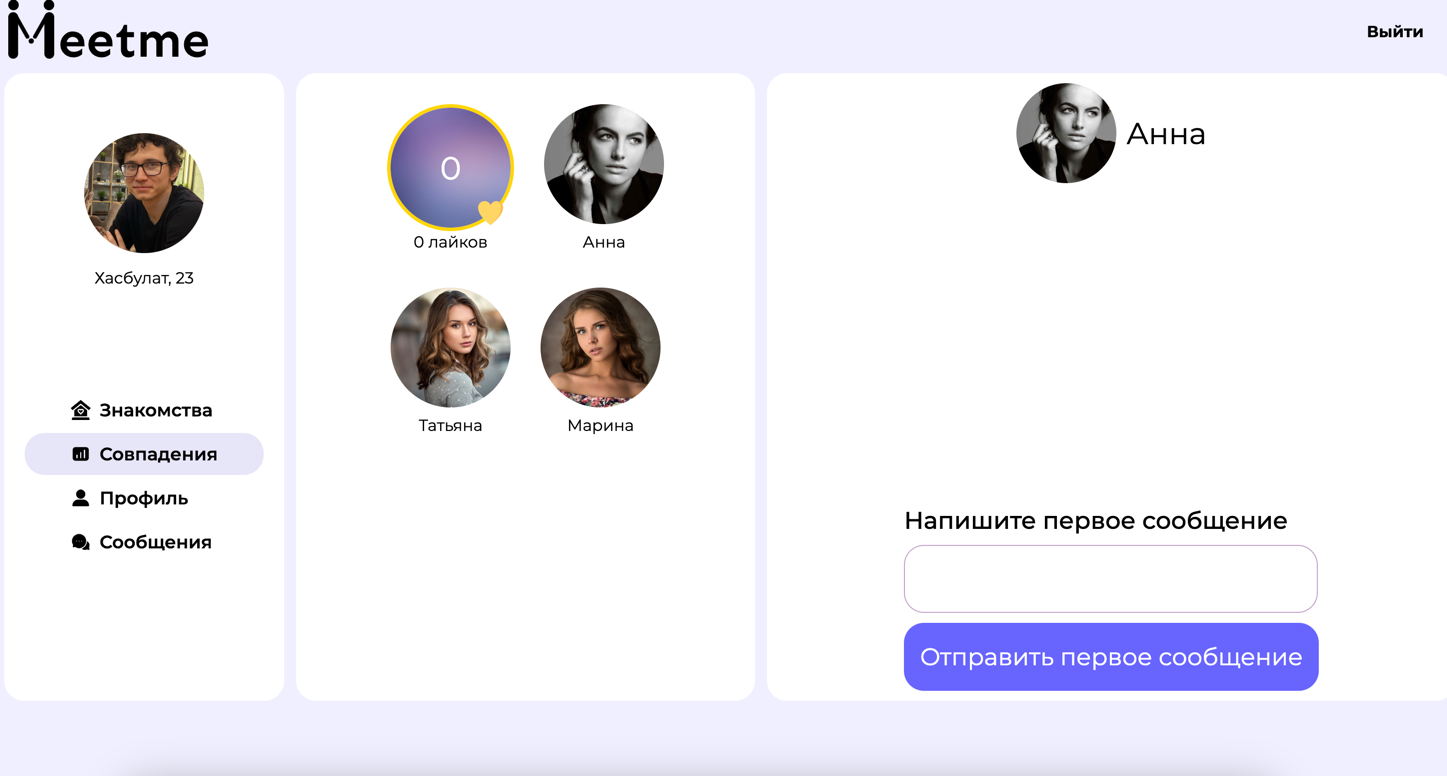 Meetme
Выйти
Хасбулат, 23
Знакомства
Совпадения
Профиль
Сообщения
0
0 лайков
Анна
Татьяна
Марина
Анна
Напишите первое сообщение
Отправить первое сообщение